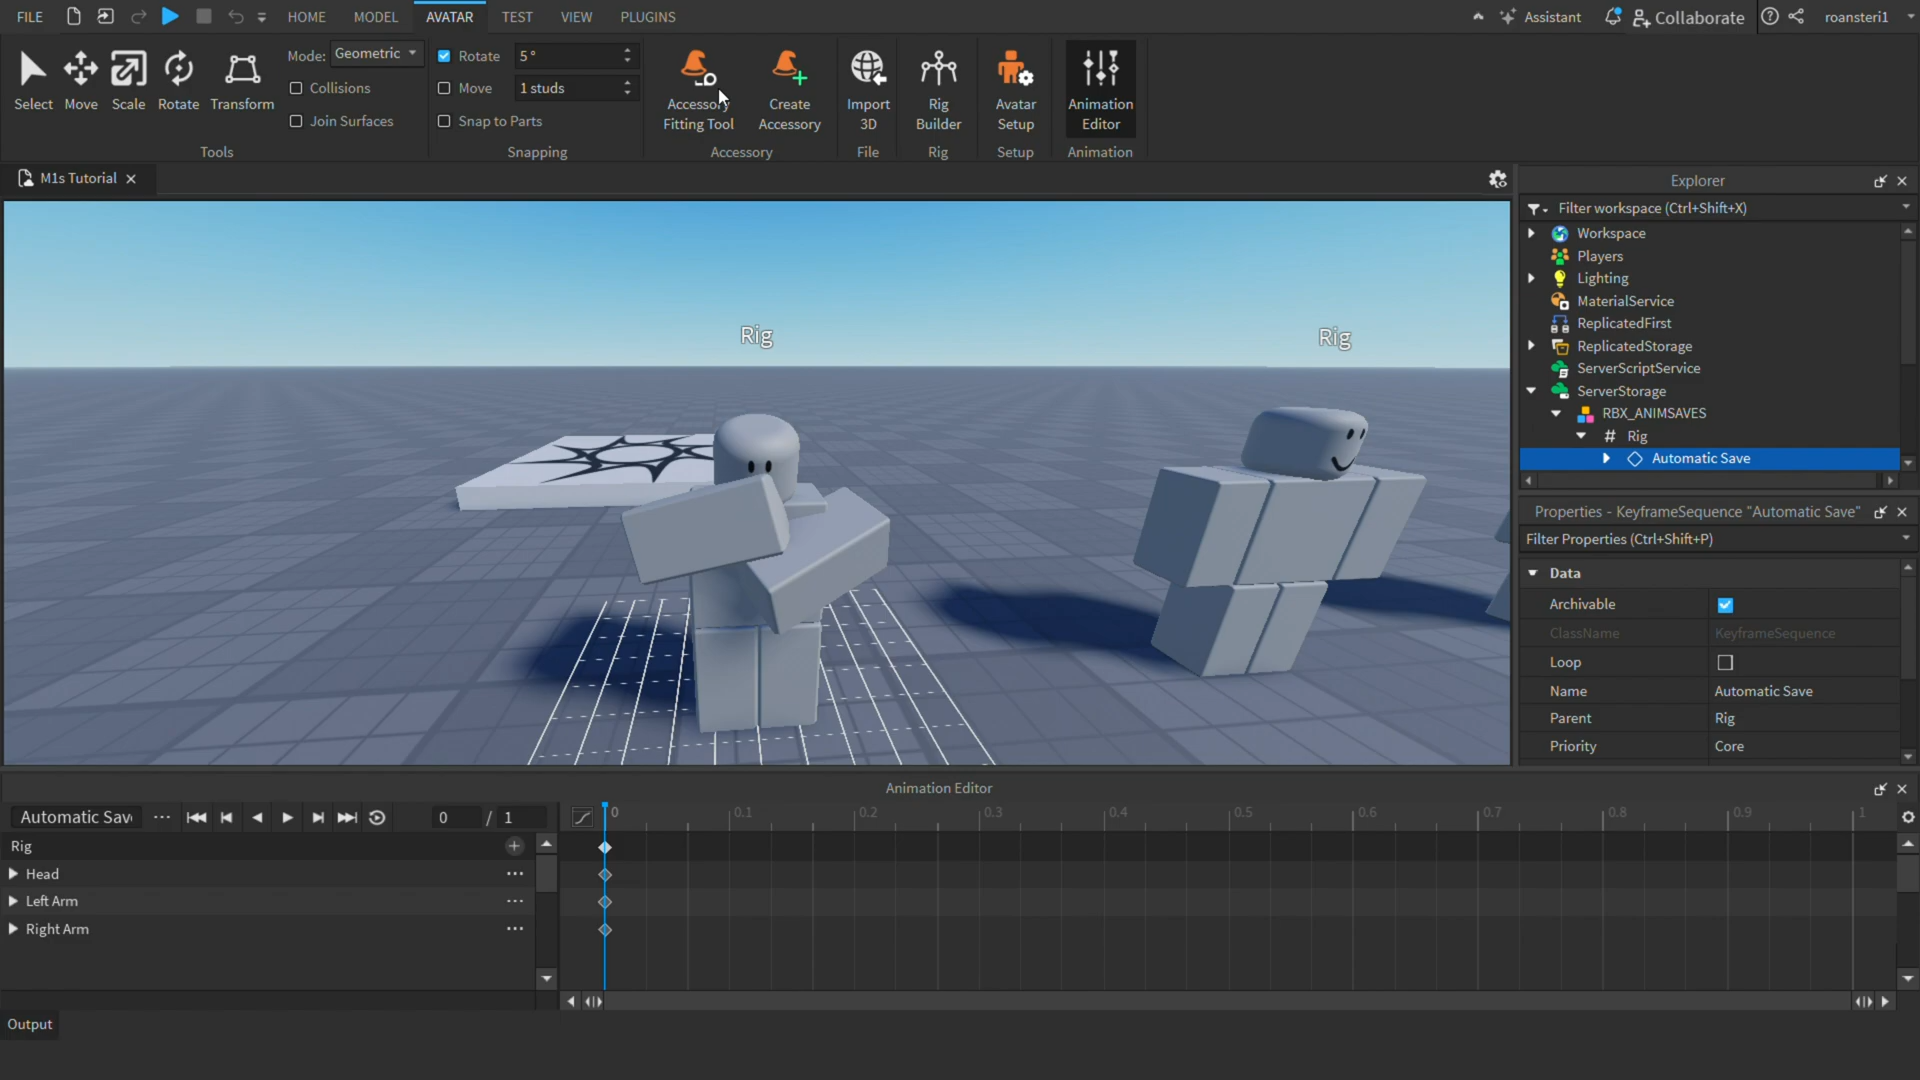 FILE HOME MODEL AVATAR TEST VIEW PLUGINS Assistant Collaborate roansteri1
Select Move Scale Rotate Transform
Mode: Geometric
Collisions
Join Surfaces
Tools
Rotate 5 °
Move 1 studs
Snap to Parts
Snapping
Accessory Fitting Tool
Create Accessory
Accessory
Import 3D
File
Rig Builder
Rig
Avatar Setup
Setup
Animation Editor
Animation
M1s Tutorial
Rig
Rig
Explorer
Filter workspace (Ctrl+Shift+X)
Workspace
Players
Lighting
MaterialService
ReplicatedFirst
ReplicatedStorage
ServerScriptService
ServerStorage
RBX_ANIMSAVES
Rig
Automatic Save
Properties - KeyframeSequence "Automatic Save"
Filter Properties (Ctrl+Shift+P)
Data
Archivable
ClassName KeyframeSequence
Loop
Name Automatic Save
Parent Rig
Priority Core
Animation Editor
Automatic Sav 0 / 1
0 0.1 0.2 0.3 0.4 0.5 0.6 0.7 0.8 0.9 1
Rig
Head
Left Arm
Right Arm
Output